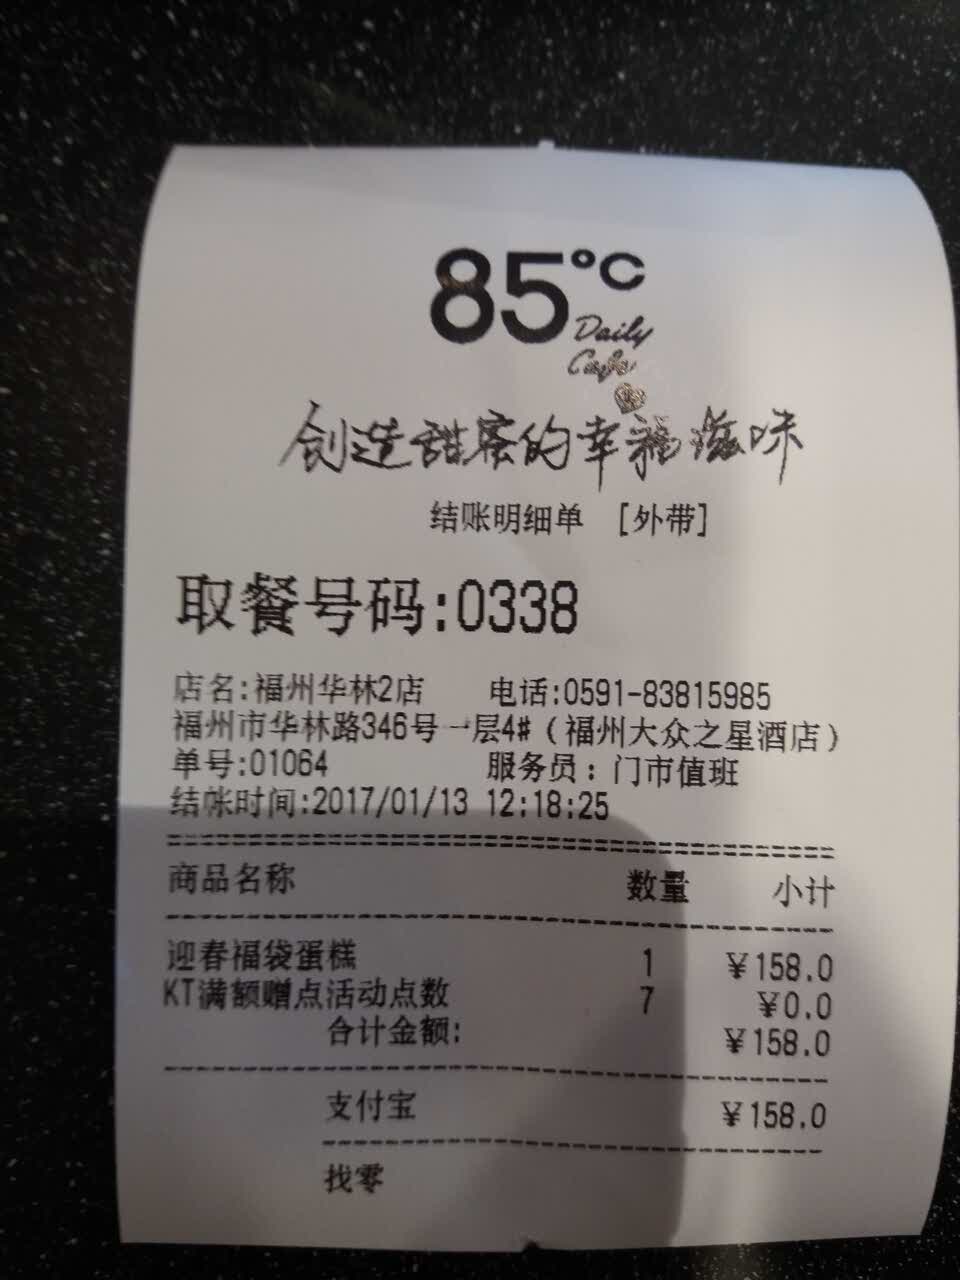 85℃
Daily
Cafe
创造甜蜜的幸福滋味
结账明细单 [外带]
取餐号码:0338
店名:福州华林2店 电话:0591-83815985
福州市华林路346号一层4#(福州大众之星酒店)
单号:01064 服务员:门市值班
结帐时间:2017/01/13 12:18:25
商品名称 数量 小计
迎春福袋蛋糕 1 ¥158.0
KT满额赠点活动点数 7 ¥0.0
合计金额: ¥158.0
支付宝 ¥158.0
找零